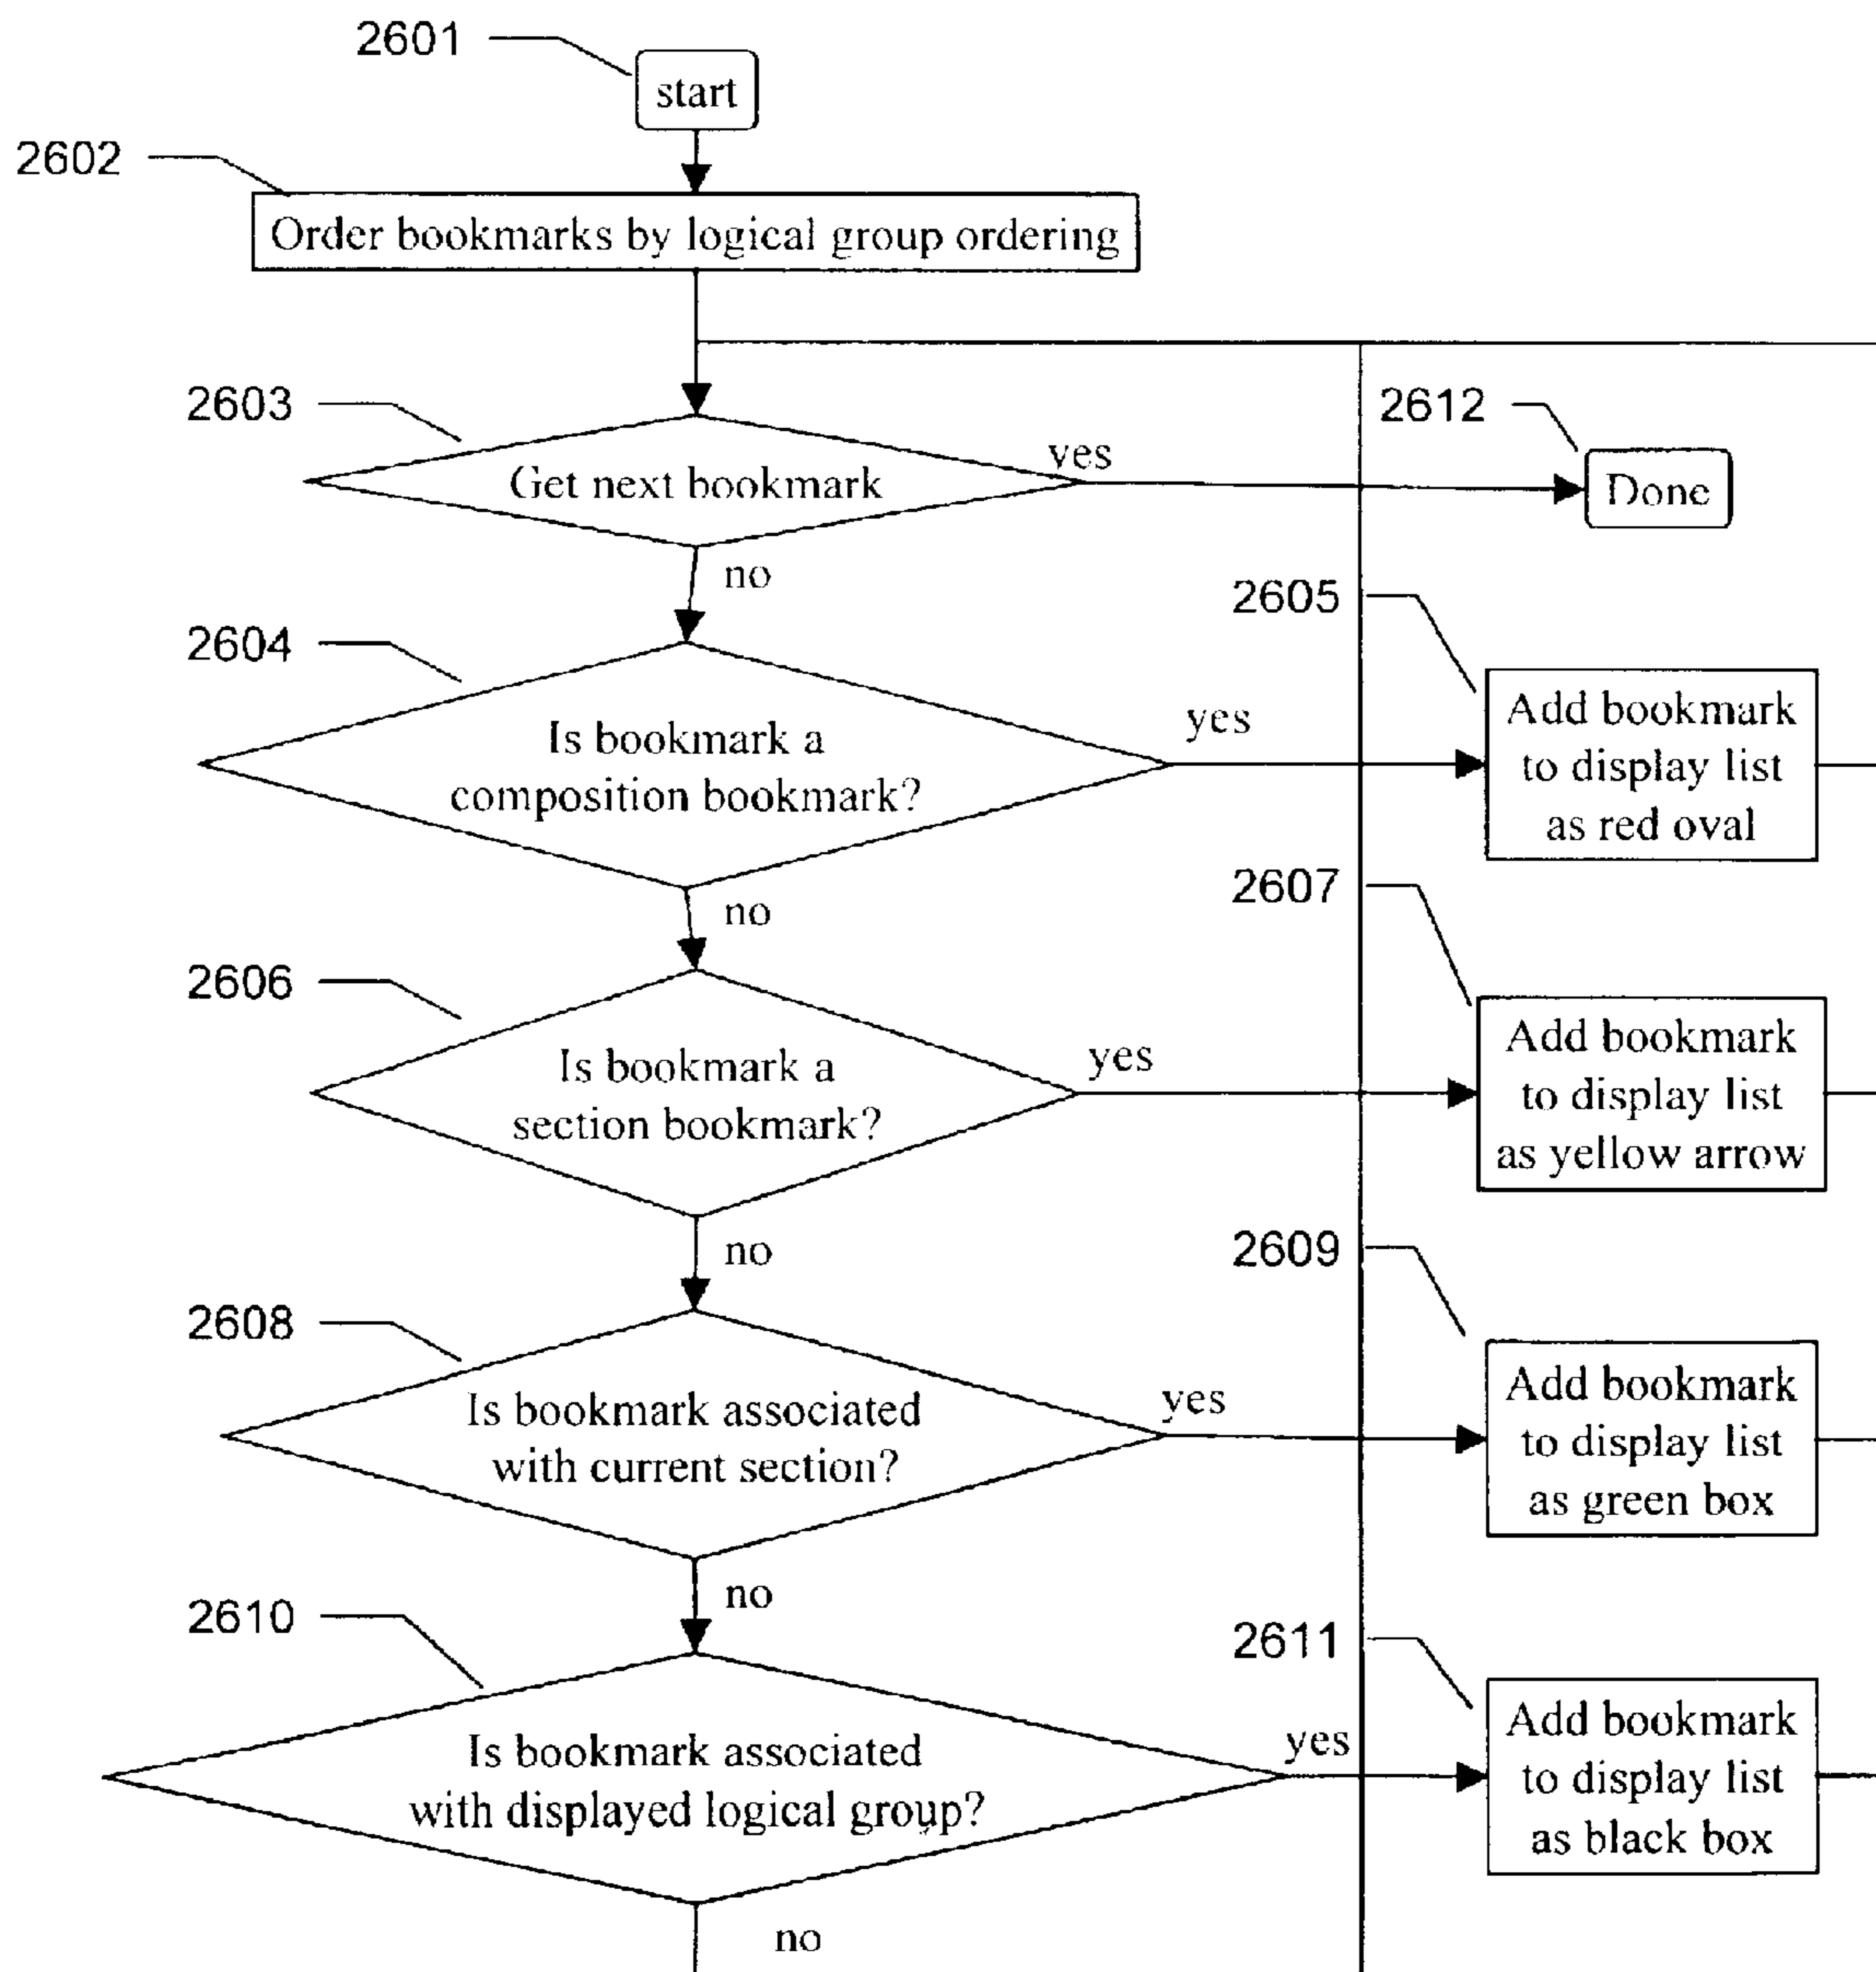 2601
start
2602
Order bookmarks by logical group ordering
2603
Get next bookmark
yes
2612
Done
no
2604
Is bookmark a
composition bookmark?
yes
2605
Add bookmark
to display list
as red oval
no
2606
Is bookmark a
section bookmark?
yes
2607
Add bookmark
to display list
as yellow arrow
no
2608
Is bookmark associated
with current section?
yes
2609
Add bookmark
to display list
as green box
no
2610
Is bookmark associated
with displayed logical group?
yes
2611
Add bookmark
to display list
as black box
no